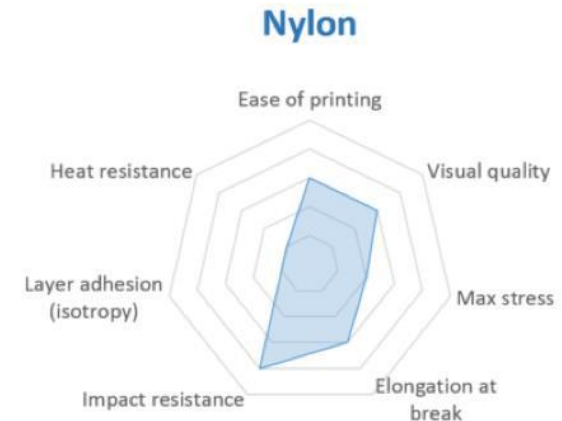 Nylon
Ease of printing
Heat resistance
Visual quality
Layer adhesion
(isotropy)
Max stress
Impact resistance
Elongation at
break